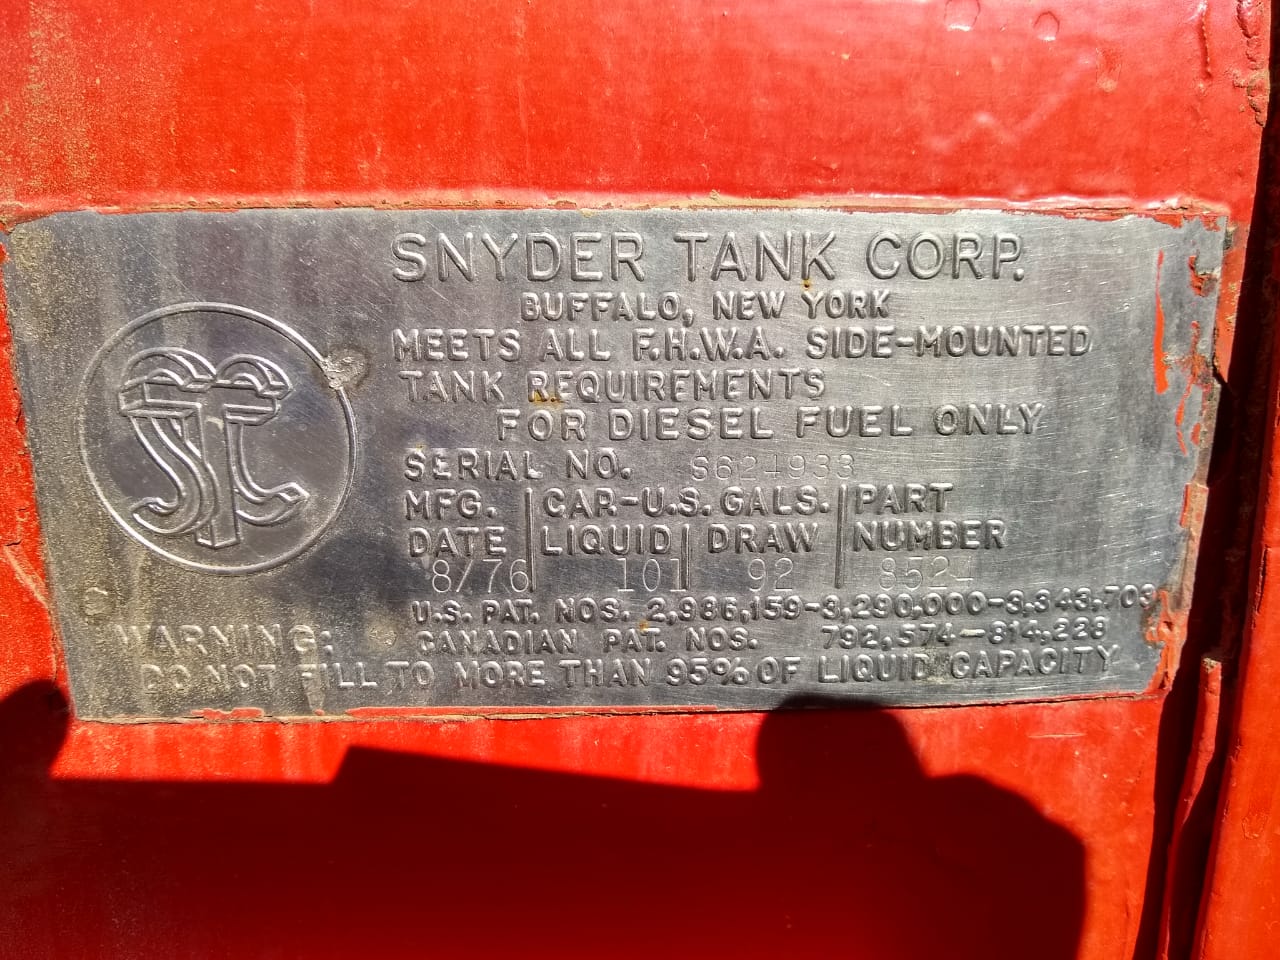 SNYDER TANK CORP.
BUFFALO, NEW YORK
MEETS ALL F.H.W.A. SIDE-MOUNTED
TANK REQUIREMENTS
FOR DIESEL FUEL ONLY
STC
SERIAL NO. S624933
MFG. CAP.-U.S. GALS. PART
DATE LIQUID DRAW NUMBER
8/76 101 92 8524
U.S. PAT. NOS. 2,986,159-3,290,000-3,343,703
CANADIAN PAT. NOS. 792,574-814,228
WARNING:
DO NOT FILL TO MORE THAN 95% OF LIQUID CAPACITY